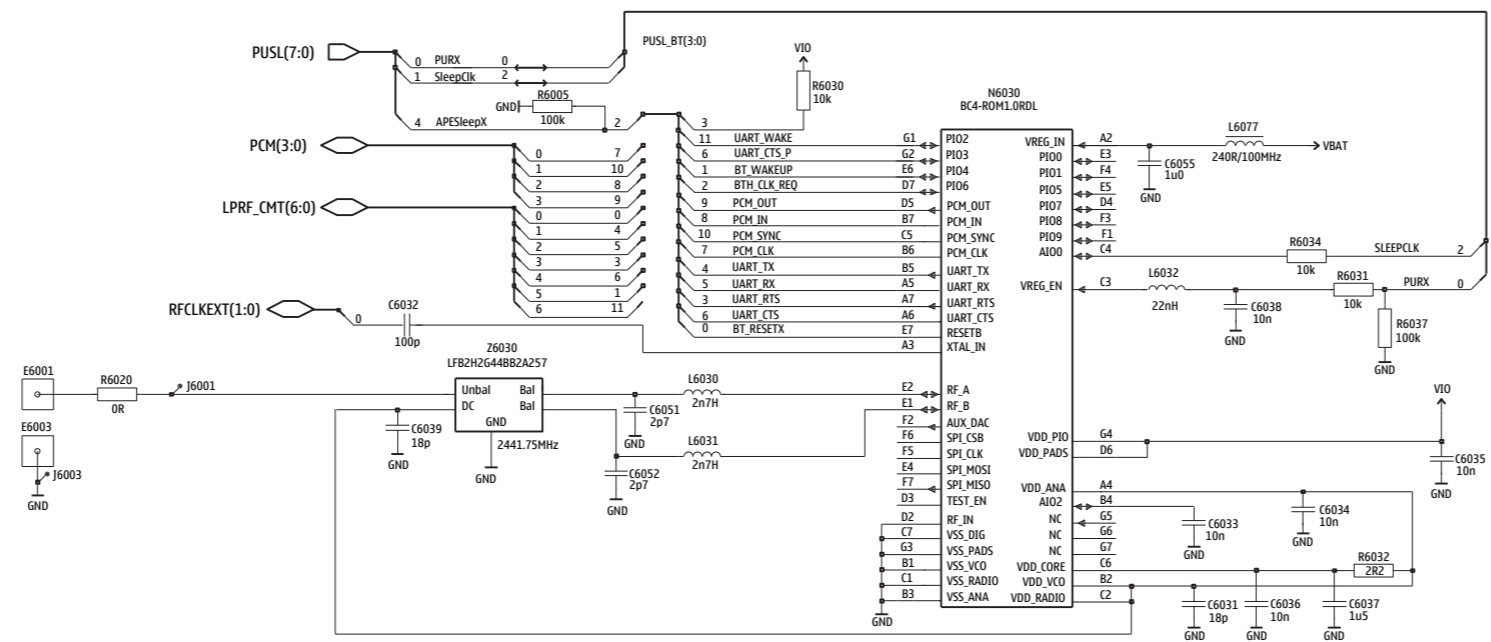 PUSL(7:0)
0 PURX 0
1 SleepClk 2
PUSL_BT(3:0)
GND R6005 100k
4 APESleepX 2
VIO
R6030
10k
N6030
BC4-ROM1.0RDL
PCM(3:0)
0 7
1 10
2 8
3 9
LPRF_CMT(6:0)
0 0
1 4
2 5
3 3
4 6
5 1
6 11
RFCLKEXT(1:0)
0
C6032
100p
3
11 UART_WAKE G1 PIO2
6 UART_CTS_P G2 PIO3
1 BT_WAKEUP E6 PIO4
2 BTH_CLK_REQ D7 PIO6
9 PCM_OUT D5 PCM_OUT
8 PCM_IN B7 PCM_IN
10 PCM_SYNC C5 PCM_SYNC
7 PCM_CLK B6 PCM_CLK
4 UART_TX B5 UART_TX
5 UART_RX A5 UART_RX
3 UART_RTS A7 UART_RTS
6 UART_CTS A6 UART_CTS
0 BT_RESETX E7 RESETB
A3 XTAL_IN
VREG_IN A2
PIO0 E3
PIO1 F4
PIO5 E5
PIO7 D4
PIO8 F3
PIO9 F1
AIO0 C4
VREG_EN C3
L6077
240R/100MHz
VBAT
C6055
1u0
GND
R6034
10k
SLEEPCLK 2
L6032
22nH
C6038
10n
GND
R6031
10k
PURX 0
R6037
100k
GND
E6001
R6020
0R
J6001
E6003
J6003
GND
Z6030
LFB2H2G44BB2A257
Unbal Bal
DC Bal
GND
2441.75MHz
GND
C6039
18p
GND
L6030
2n7H
C6051
2p7
GND
L6031
2n7H
C6052
2p7
GND
E2 RF_A
E1 RF_B
F2 AUX_DAC
F6 SPI_CSB
F5 SPI_CLK
E4 SPI_MOSI
F7 SPI_MISO
D3 TEST_EN
D2 RF_IN
C7 VSS_DIG
G3 VSS_PADS
B1 VSS_VCO
C1 VSS_RADIO
B3 VSS_ANA
GND
VDD_PIO G4
VDD_PADS D6
VDD_ANA A4
AIO2 B4
NC G5
NC G6
NC G7
VDD_CORE C6
VDD_VCO B2
VDD_RADIO C2
VIO
C6035
10n
GND
C6034
10n
GND
C6033
10n
GND
R6032
2R2
C6031
18p
GND
C6036
10n
GND
C6037
1u5
GND